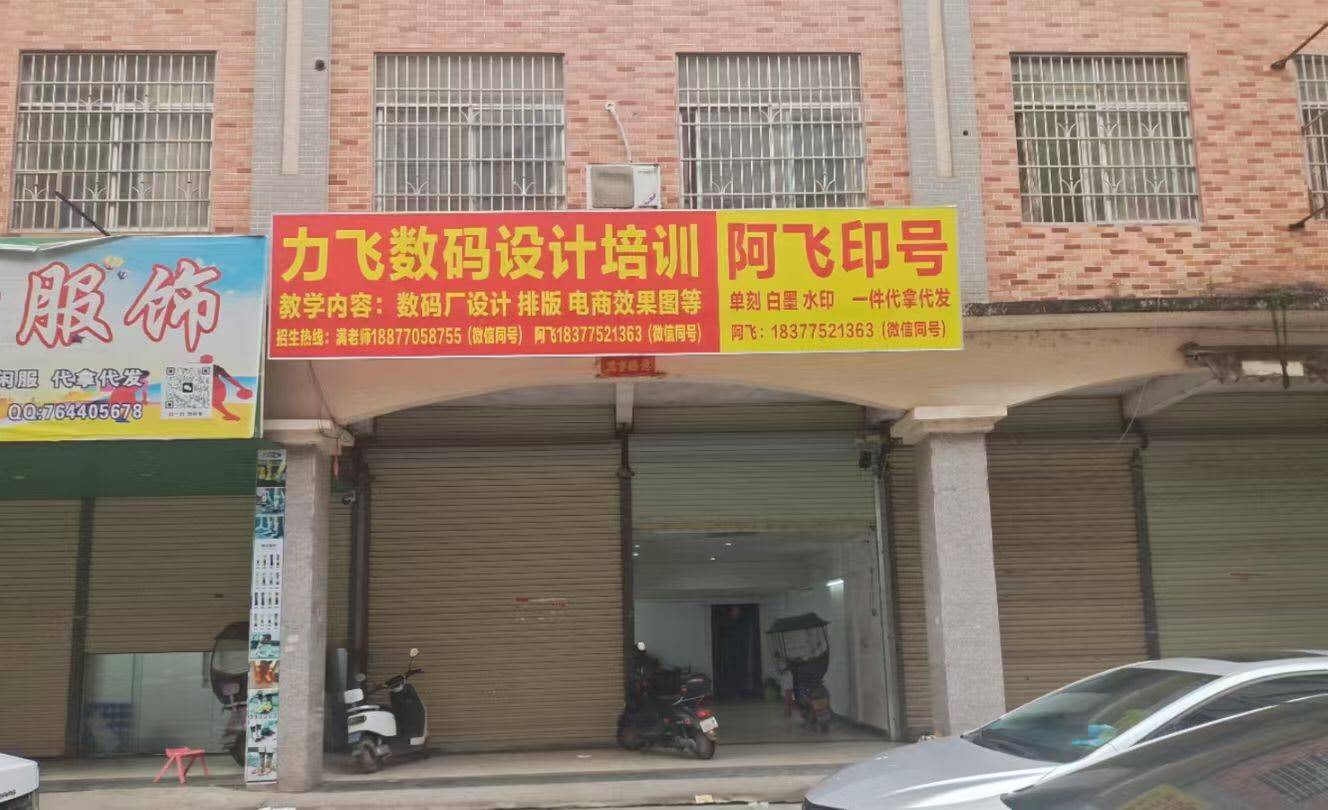 力飞数码设计培训
教学内容：数码厂设计 排版 电商效果图等
招生热线：满老师18877058755（微信同号） 阿飞18377521363（微信同号）
阿飞印号
单刻 白墨 水印 一件代拿代发
阿飞：18377521363（微信同号）
服饰
闲服 代拿代发
QQ:764405678